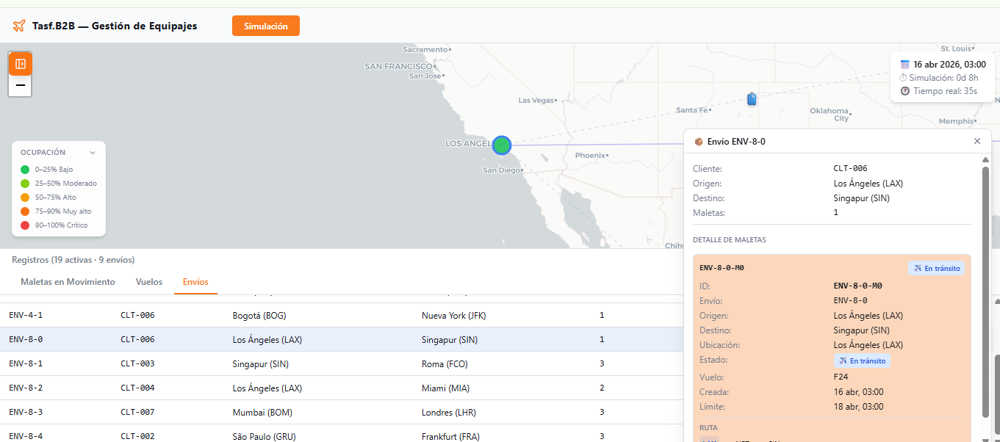 Tasf.B2B — Gestión de Equipajes
Simulación
Sacramento
SAN FRANCISCO
San Jose
Las Vegas
Santa Fe
Oklahoma
City
St. Louis
Memphis
LOS ANGEL
Phoenix
San Diego
Chihu
16 abr 2026, 03:00
Simulación: 0d 8h
Tiempo real: 35s
−
OCUPACIÓN
0–25% Bajo
25–50% Moderado
50–75% Alto
75–90% Muy alto
90–100% Crítico
Registros (19 activas · 9 envíos)
Maletas en Movimiento Vuelos Envíos
ENV-4-1 CLT-006 Bogotá (BOG) Nueva York (JFK) 1
ENV-8-0 CLT-006 Los Ángeles (LAX) Singapur (SIN) 1
ENV-8-1 CLT-003 Singapur (SIN) Roma (FCO) 3
ENV-8-2 CLT-004 Los Ángeles (LAX) Miami (MIA) 2
ENV-8-3 CLT-007 Mumbai (BOM) Londres (LHR) 3
ENV-8-4 CLT-002 São Paulo (GRU) Frankfurt (FRA) 3
Envío ENV-8-0 ✕
Cliente: CLT-006
Origen: Los Ángeles (LAX)
Destino: Singapur (SIN)
Maletas: 1
DETALLE DE MALETAS
ENV-8-0-M0 En tránsito
ID: ENV-8-0-M0
Envío: ENV-8-0
Origen: Los Ángeles (LAX)
Destino: Singapur (SIN)
Ubicación: Los Ángeles (LAX)
Estado: En tránsito
Vuelo: F24
Creada: 16 abr, 03:00
Límite: 18 abr, 03:00
RUTA